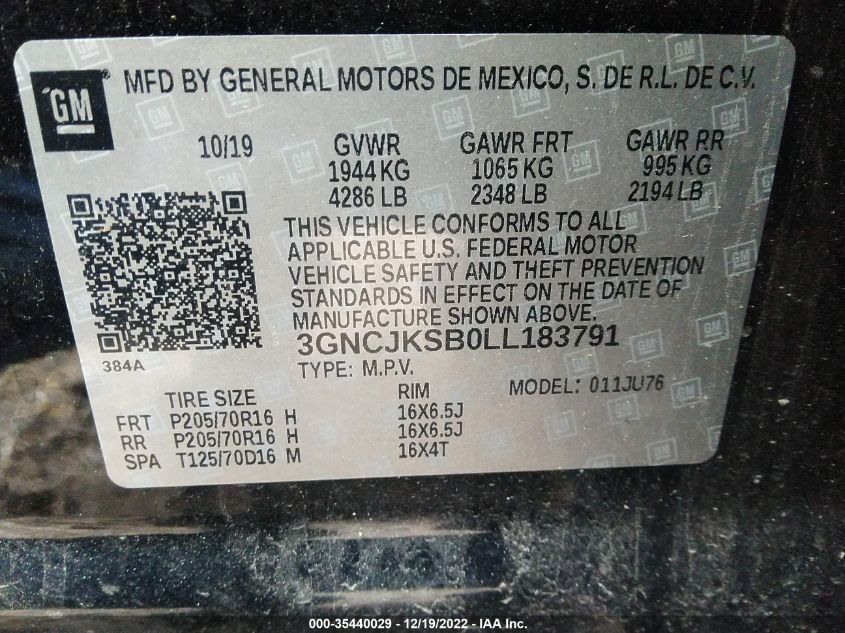 GM MFD BY GENERAL MOTORS DE MEXICO, S. DE R.L. DE C.V.
10/19 GVWR GAWR FRT GAWR RR
1944 KG 1065 KG 995 KG
4286 LB 2348 LB 2194 LB
THIS VEHICLE CONFORMS TO ALL
APPLICABLE U.S. FEDERAL MOTOR
VEHICLE SAFETY AND THEFT PREVENTION
STANDARDS IN EFFECT ON THE DATE OF
MANUFACTURE SHOWN ABOVE.
3GNCJKSB0LL183791
384A
TYPE: M.P.V. MODEL: 011JU76
TIRE SIZE RIM
FRT P205/70R16 H 16X6.5J
RR P205/70R16 H 16X6.5J
SPA T125/70D16 M 16X4T
000-35440029 - 12/19/2022 - IAA Inc.